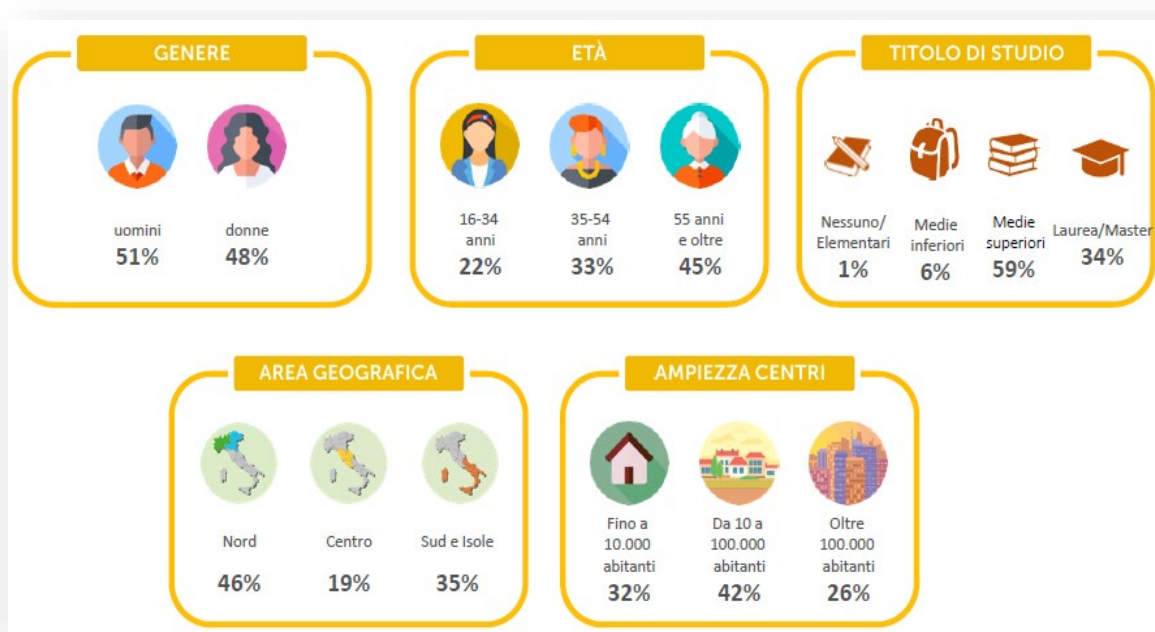 GENERE
uomini
51%
donne
48%
ETÀ
16-34
anni
22%
35-54
anni
33%
55 anni
e oltre
45%
TITOLO DI STUDIO
Nessuno/
Elementari
1%
Medie
inferiori
6%
Medie
superiori
59%
Laurea/Master
34%
AREA GEOGRAFICA
Nord
46%
Centro
19%
Sud e Isole
35%
AMPIEZZA CENTRI
Fino a
10.000
abitanti
32%
Da 10 a
100.000
abitanti
42%
Oltre
100.000
abitanti
26%